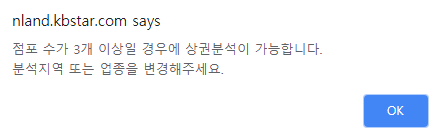 nland.kbstar.com says
점포 수가 3개 이상일 경우에 상권분석이 가능합니다.
분석지역 또는 업종을 변경해주세요.
OK